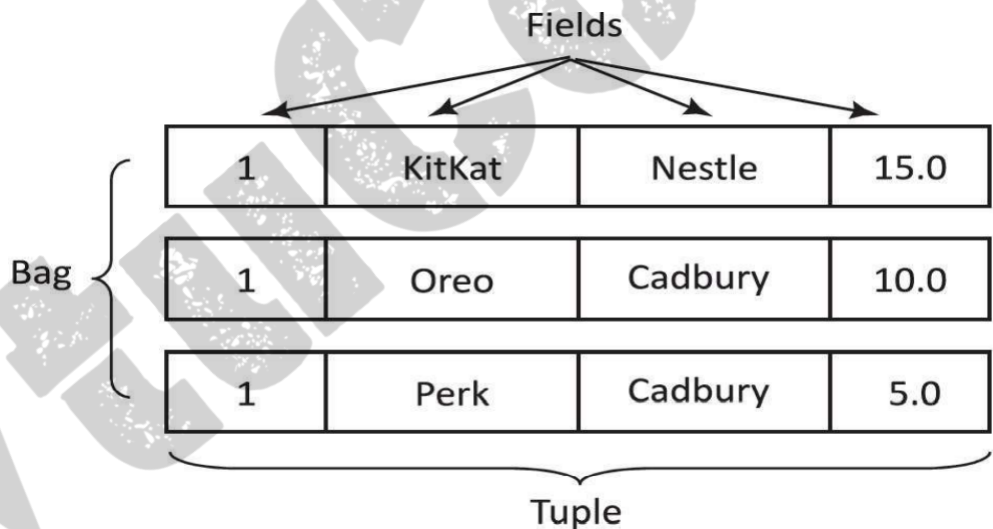 Fields
1 KitKat Nestle 15.0
Bag
1 Oreo Cadbury 10.0
1 Perk Cadbury 5.0
Tuple